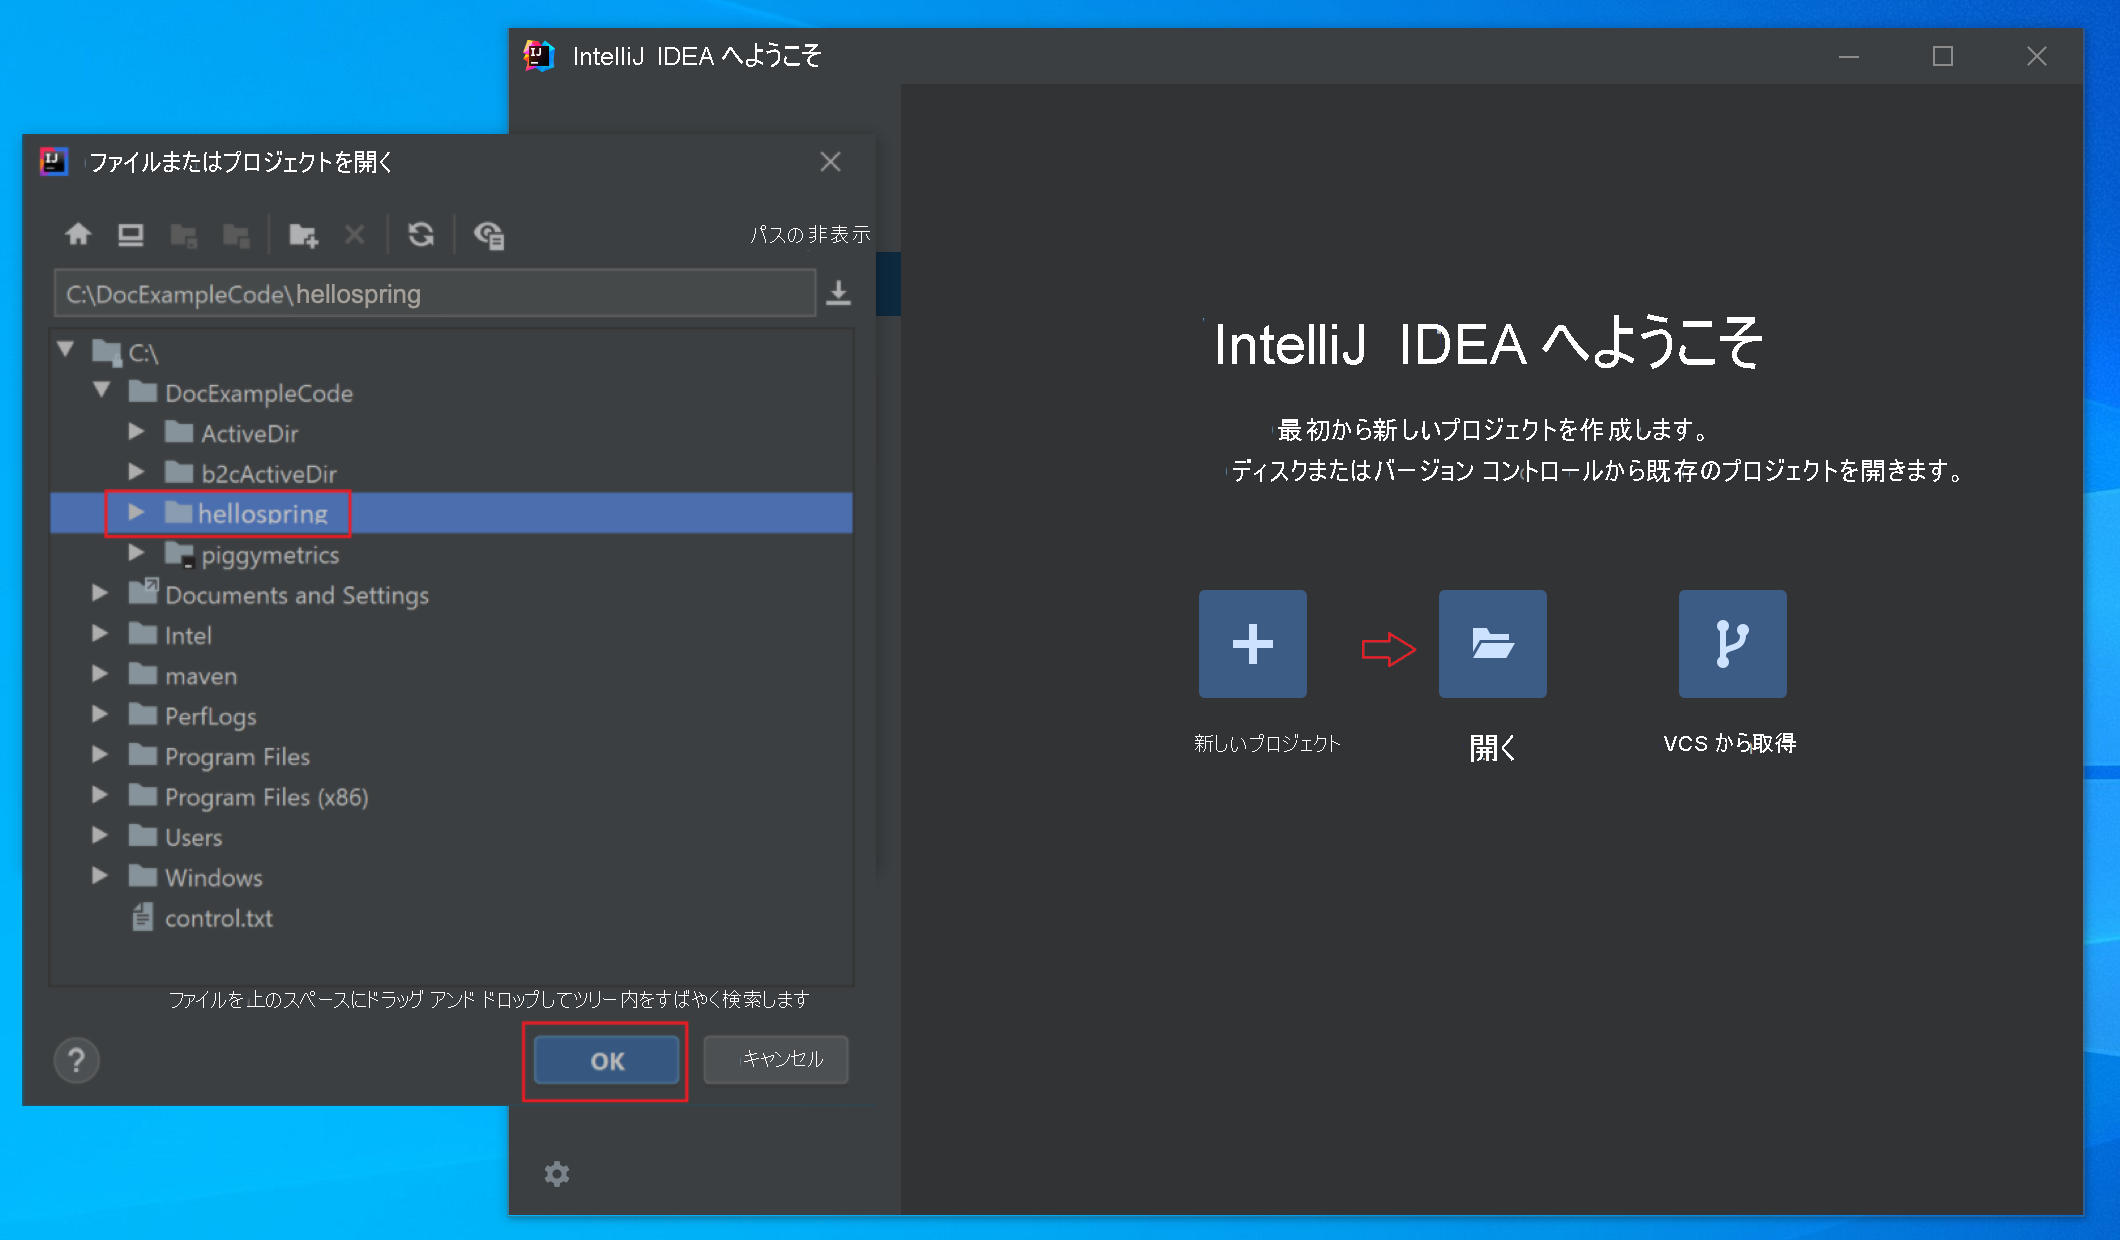 IntelliJ IDEA へようこそ
ファイルまたはプロジェクトを開く
パスの非表示
C:\DocExampleCode\hellospring
C:\
DocExampleCode
ActiveDir
b2cActiveDir
hellospring
piggymetrics
Documents and Settings
Intel
maven
PerfLogs
Program Files
Program Files (x86)
Users
Windows
control.txt
ファイルを上のスペースにドラッグ アンド ドロップしてツリー内をすばやく検索します
?
OK
キャンセル
IntelliJ IDEA へようこそ
最初から新しいプロジェクトを作成します。
ディスクまたはバージョン コントロールから既存のプロジェクトを開きます。
新しいプロジェクト
開く
VCS から取得